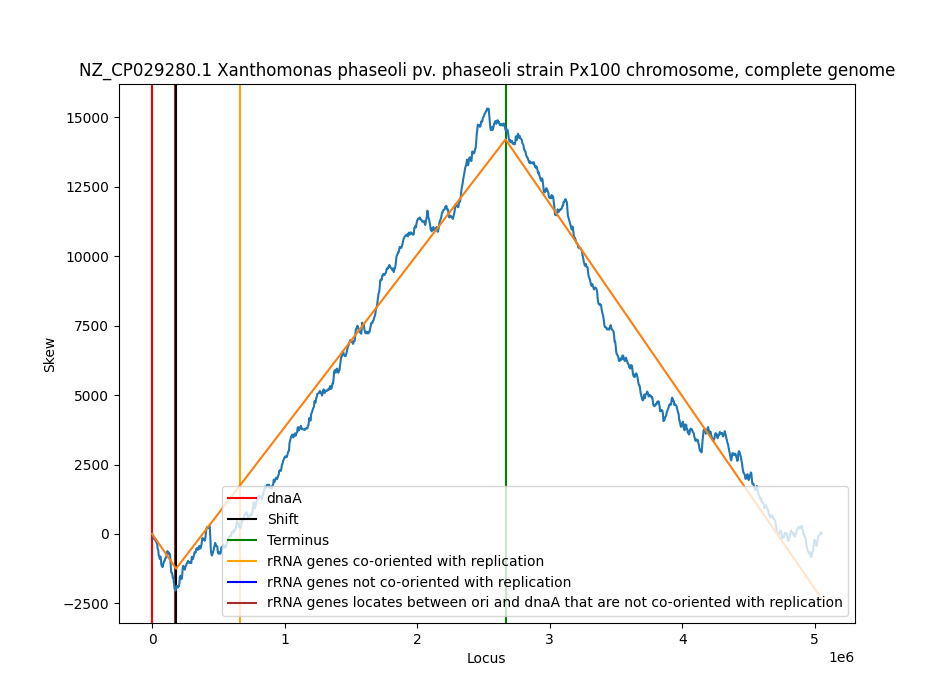 NZ_CP029280.1 Xanthomonas phaseoli pv. phaseoli strain Px100 chromosome, complete genome
15000
12500
10000
7500
5000
2500
0
−2500
Skew
dnaA
Shift
Terminus
rRNA genes co-oriented with replication
rRNA genes not co-oriented with replication
rRNA genes locates between ori and dnaA that are not co-oriented with replication
0 1 2 3 4 5
1e6
Locus